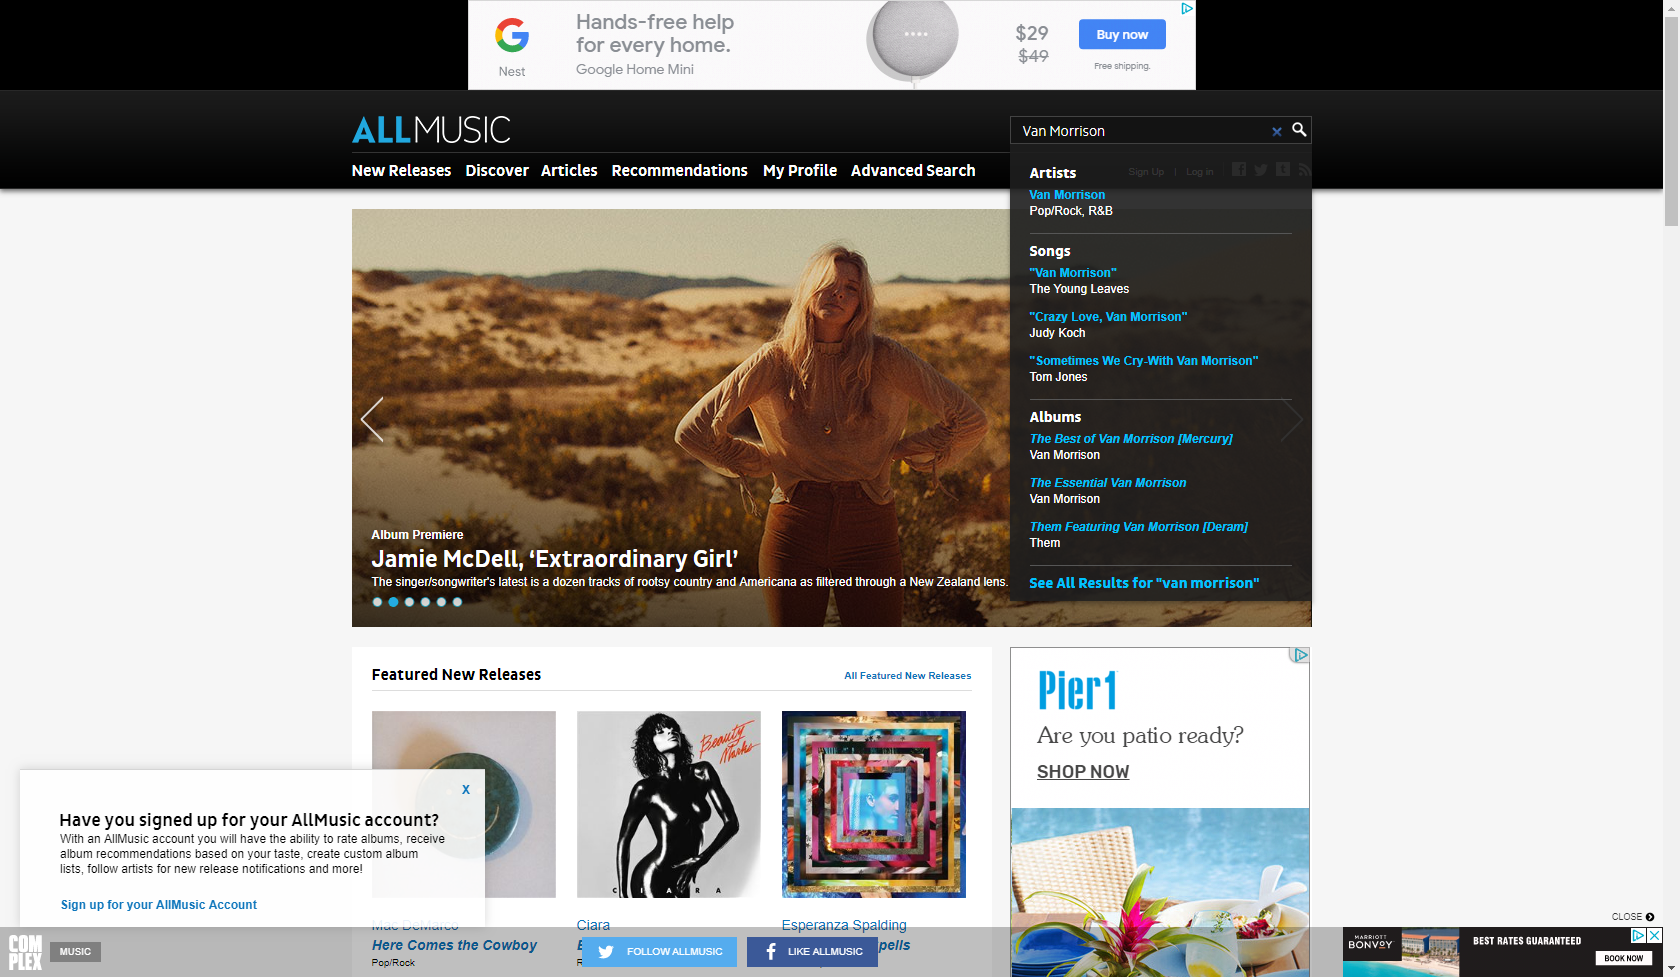 Nest
Hands-free help
for every home.
Google Home Mini
$29
$49
Buy now
Free shipping.
ALLMUSIC
Van Morrison
New Releases
Discover
Articles
Recommendations
My Profile
Advanced Search
Sign Up | Log in
Artists
Van Morrison
Pop/Rock, R&B
Songs
"Van Morrison"
The Young Leaves
"Crazy Love, Van Morrison"
Judy Koch
"Sometimes We Cry-With Van Morrison"
Tom Jones
Albums
The Best of Van Morrison [Mercury]
Van Morrison
The Essential Van Morrison
Van Morrison
Them Featuring Van Morrison [Deram]
Them
See All Results for "van morrison"
Album Premiere
Jamie McDell, ‘Extraordinary Girl’
The singer/songwriter's latest is a dozen tracks of rootsy country and Americana as filtered through a New Zealand lens.
Featured New Releases
All Featured New Releases
Beauty
Marks
CIARA
Mac DeMarco
Here Comes the Cowboy
Pop/Rock
Ciara
Esperanza Spalding
pells
Pier1
Are you patio ready?
SHOP NOW
x
Have you signed up for your AllMusic account?
With an AllMusic account you will have the ability to rate albums, receive
album recommendations based on your taste, create custom album
lists, follow artists for new release notifications and more!
Sign up for your AllMusic Account
COMPLEX
MUSIC
FOLLOW ALLMUSIC
LIKE ALLMUSIC
CLOSE
MARRIOTT
BONVOY
BEST RATES GUARANTEED
BOOK NOW